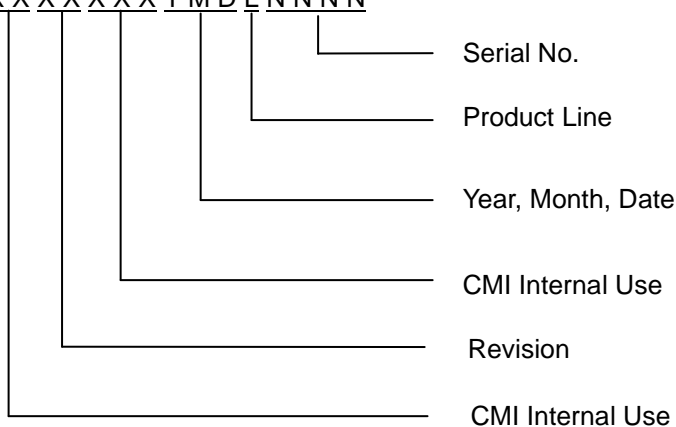 X X X X X X X Y M D L N N N N
Serial No.
Product Line
Year, Month, Date
CMI Internal Use
Revision
CMI Internal Use